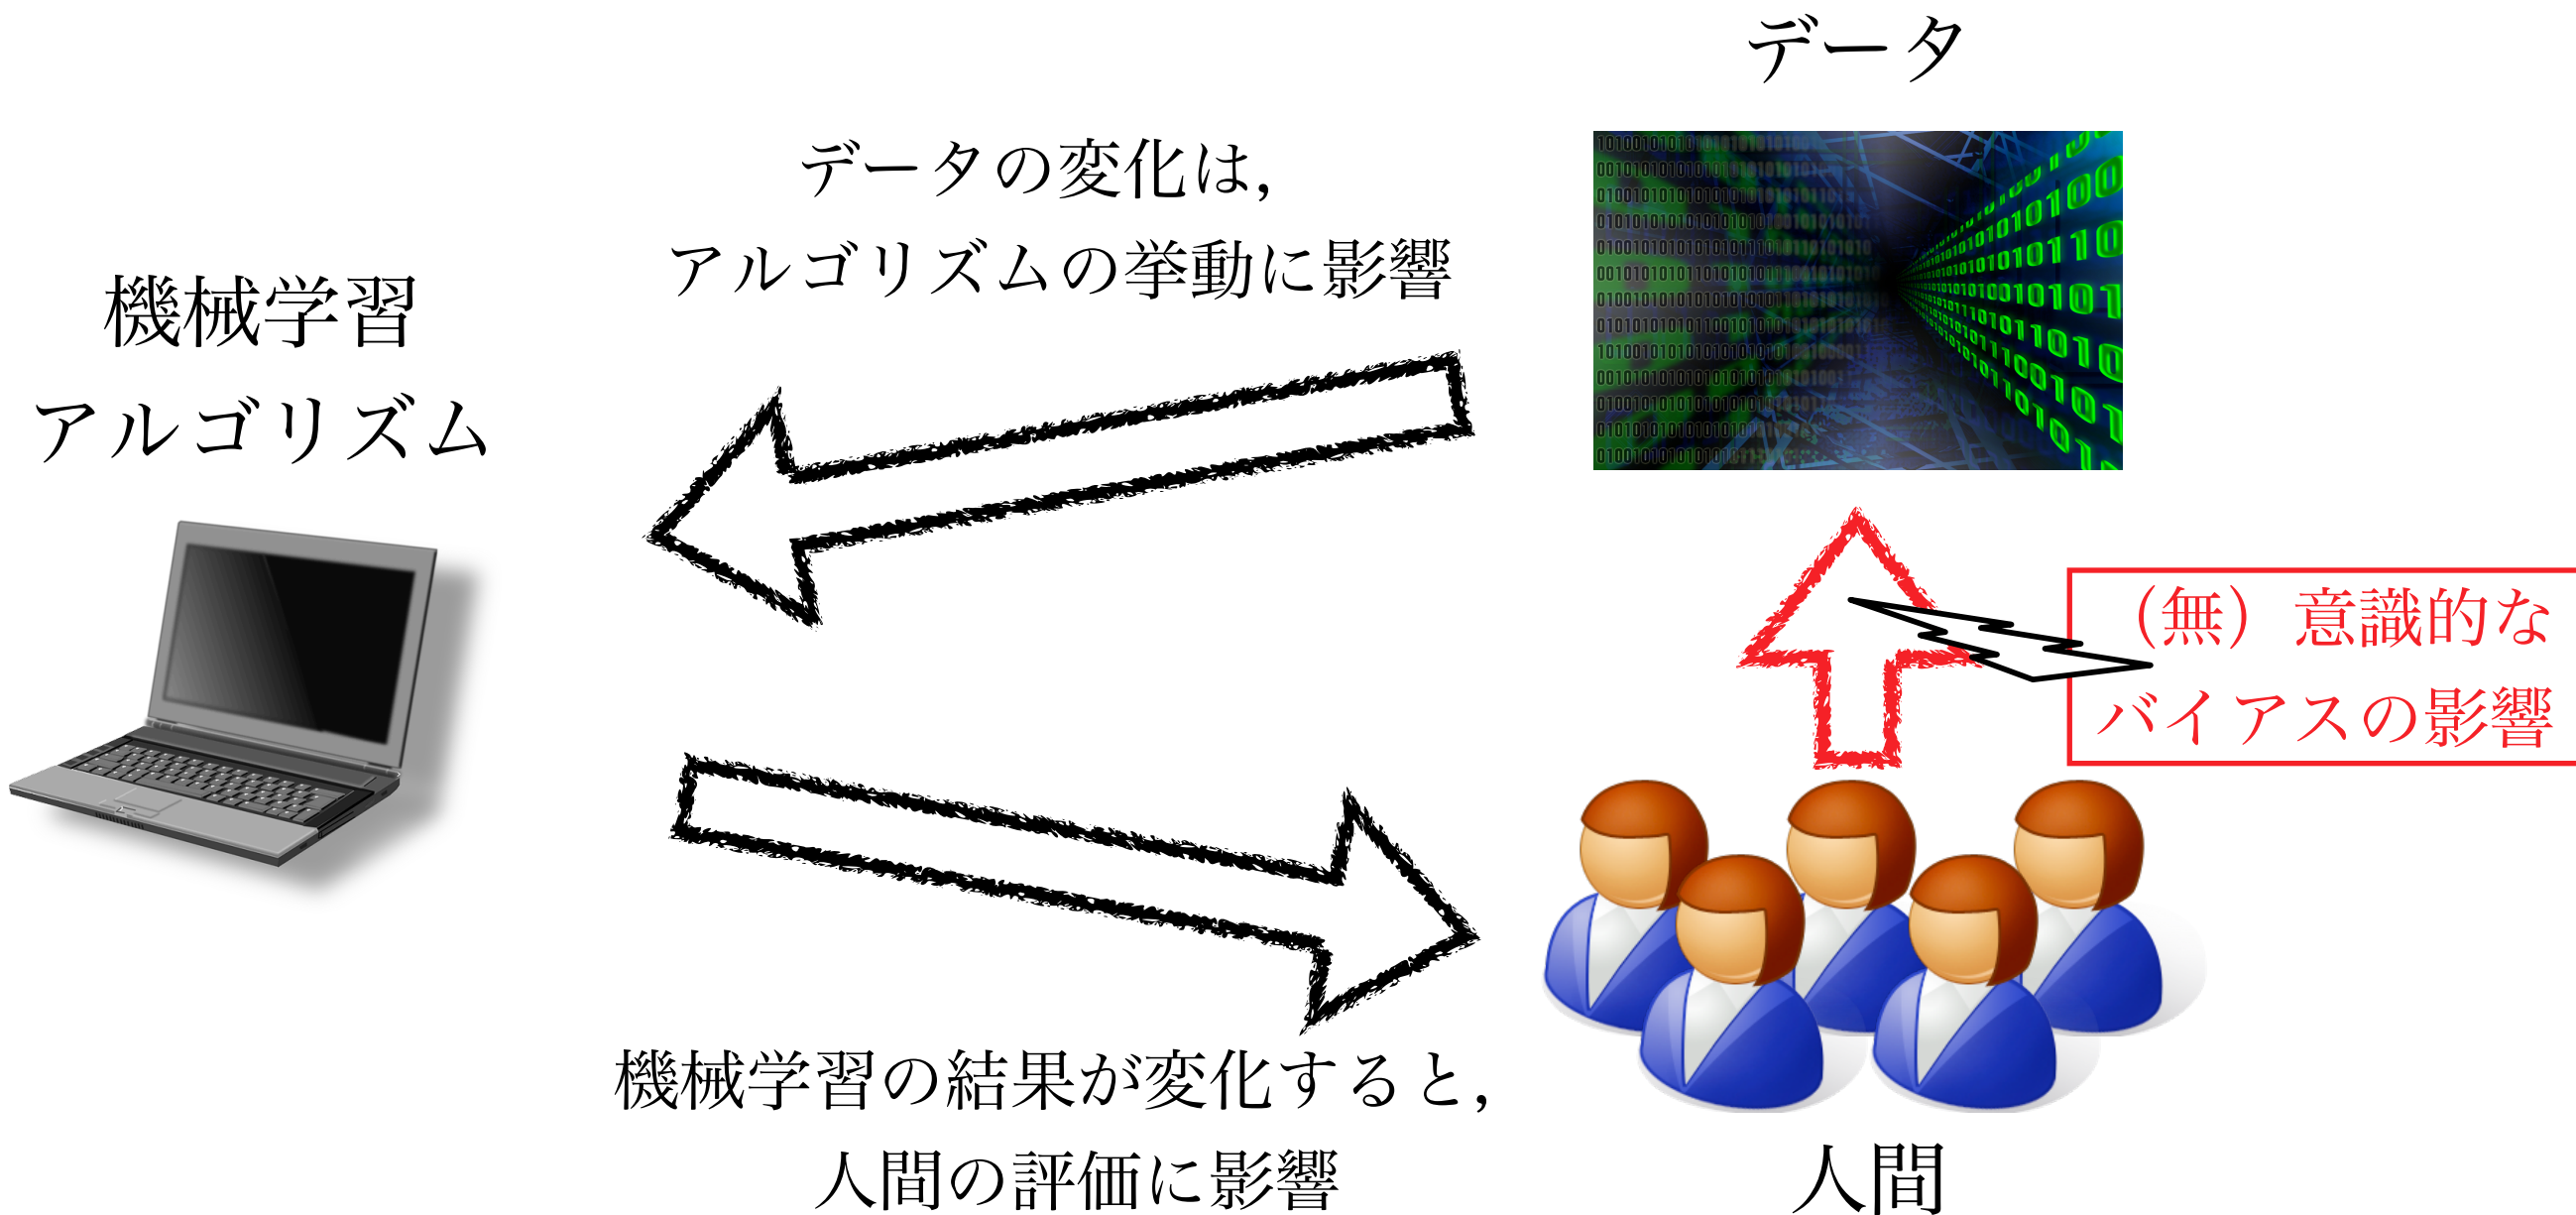 データ
データの変化は,
アルゴリズムの挙動に影響
機械学習
アルゴリズム
（無）意識的な
バイアスの影響
機械学習の結果が変化すると,
人間の評価に影響
人間